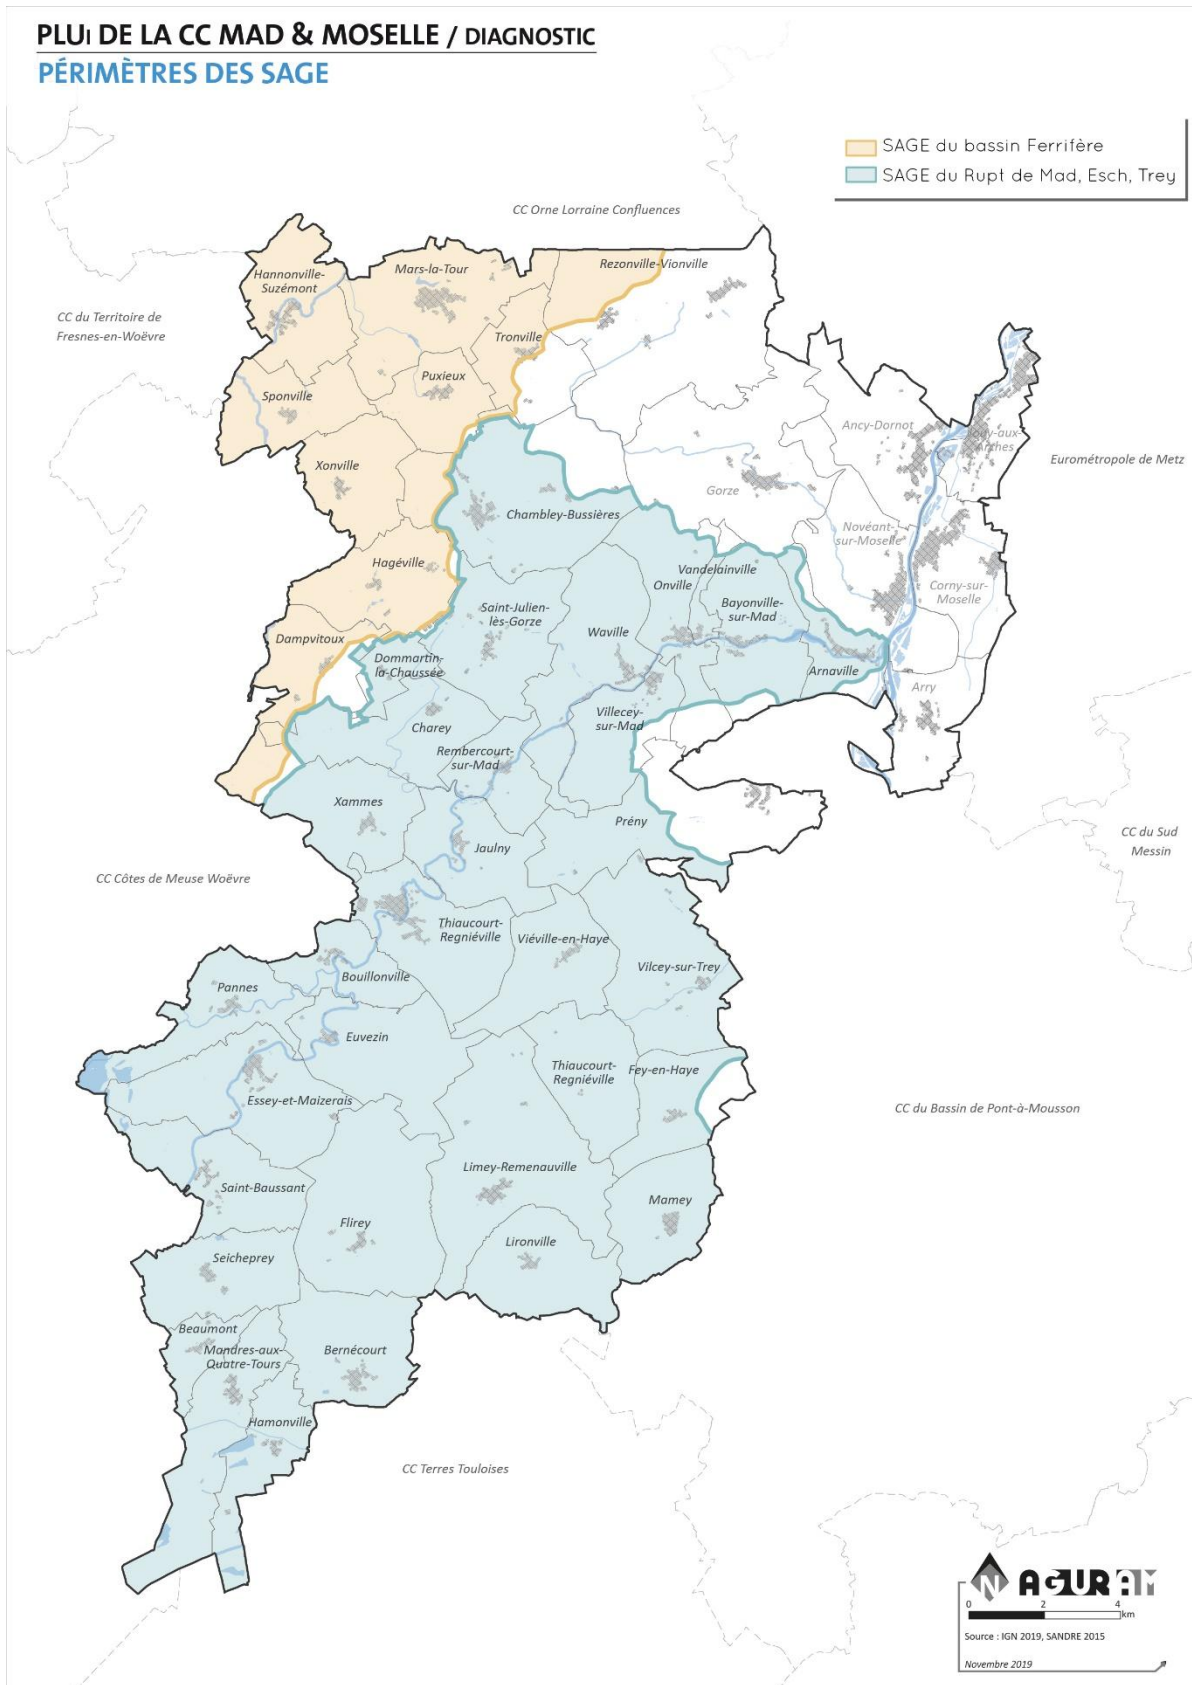 PLUi DE LA CC MAD & MOSELLE / DIAGNOSTIC
PÉRIMÈTRES DES SAGE
SAGE du bassin Ferrifère
SAGE du Rupt de Mad, Esch, Trey
CC Orne Lorraine Confluences
CC du Territoire de
Fresnes-en-Woëvre
Hannonville-
Suzémont
Mars-la-Tour
Rezonville-Vionville
Tronville
Puxieux
Sponville
Xonville
Ancy-Dornot
Jouy-aux-
Arches
Eurométropole de Metz
Gorze
Chambley-Bussières
Novéant-
sur-Moselle
Hagéville
Vandelainville
Onville
Corny-sur-
Moselle
Saint-Julien-
lès-Gorze
Bayonville-
sur-Mad
Waville
Dampvitoux
Dommartin-
la-Chaussée
Arnaville
Arry
Charey
Villecey-
sur-Mad
Rembercourt-
sur-Mad
Xammes
Prény
Jaulny
CC du Sud
Messin
CC Côtes de Meuse Woëvre
Thiaucourt-
Regniéville
Viéville-en-Haye
Vilcey-sur-Trey
Bouillonville
Pannes
Euvezin
Thiaucourt-
Regniéville
Fey-en-Haye
Essey-et-Maizerais
CC du Bassin de Pont-à-Mousson
Limey-Remenauville
Saint-Baussant
Mamey
Flirey
Lironville
Seicheprey
Beaumont
Mandres-aux-
Quatre-Tours
Bernécourt
Hamonville
CC Terres Touloises
N AGURAM
0 2 4
km
Source : IGN 2019, SANDRE 2015
Novembre 2019